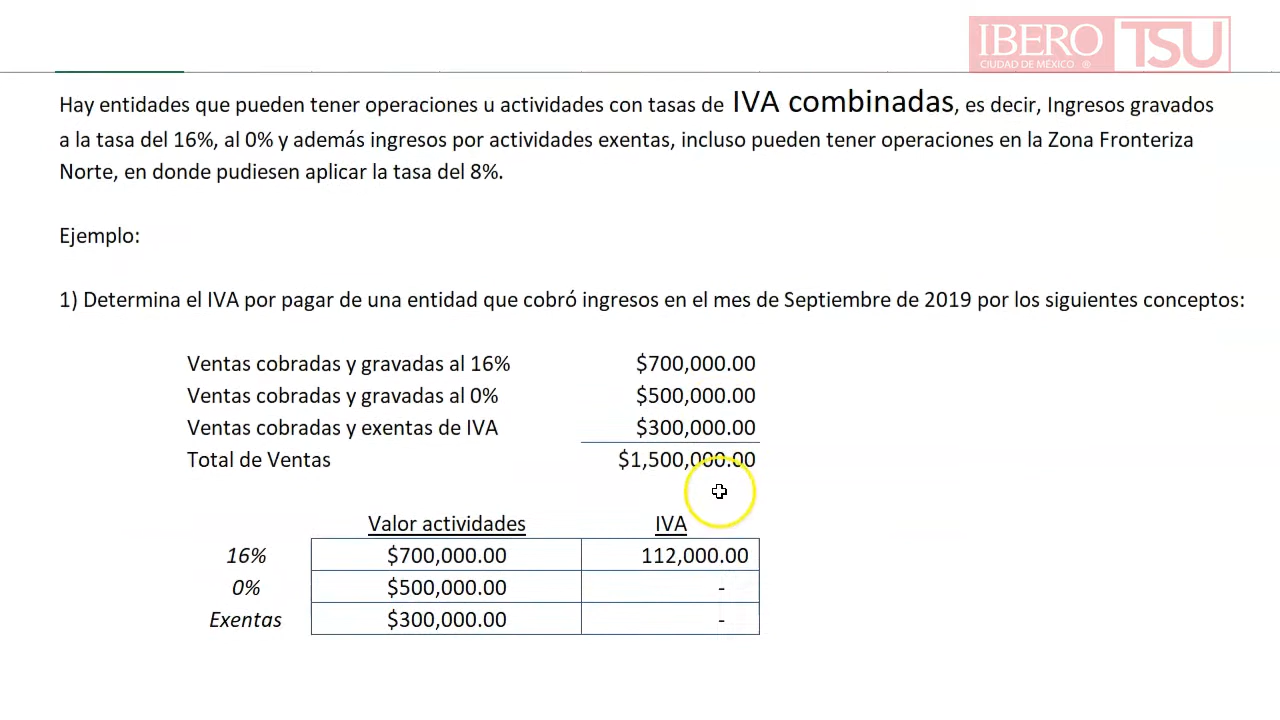 IBERO TSU
CIUDAD DE MÉXICO ®
Hay entidades que pueden tener operaciones u actividades con tasas de IVA combinadas, es decir, Ingresos gravados
a la tasa del 16%, al 0% y además ingresos por actividades exentas, incluso pueden tener operaciones en la Zona Fronteriza
Norte, en donde pudiesen aplicar la tasa del 8%.
Ejemplo:
1) Determina el IVA por pagar de una entidad que cobró ingresos en el mes de Septiembre de 2019 por los siguientes conceptos:
Ventas cobradas y gravadas al 16% $700,000.00
Ventas cobradas y gravadas al 0% $500,000.00
Ventas cobradas y exentas de IVA $300,000.00
Total de Ventas $1,500,000.00
Valor actividades IVA
16% $700,000.00 112,000.00
0% $500,000.00 -
Exentas $300,000.00 -